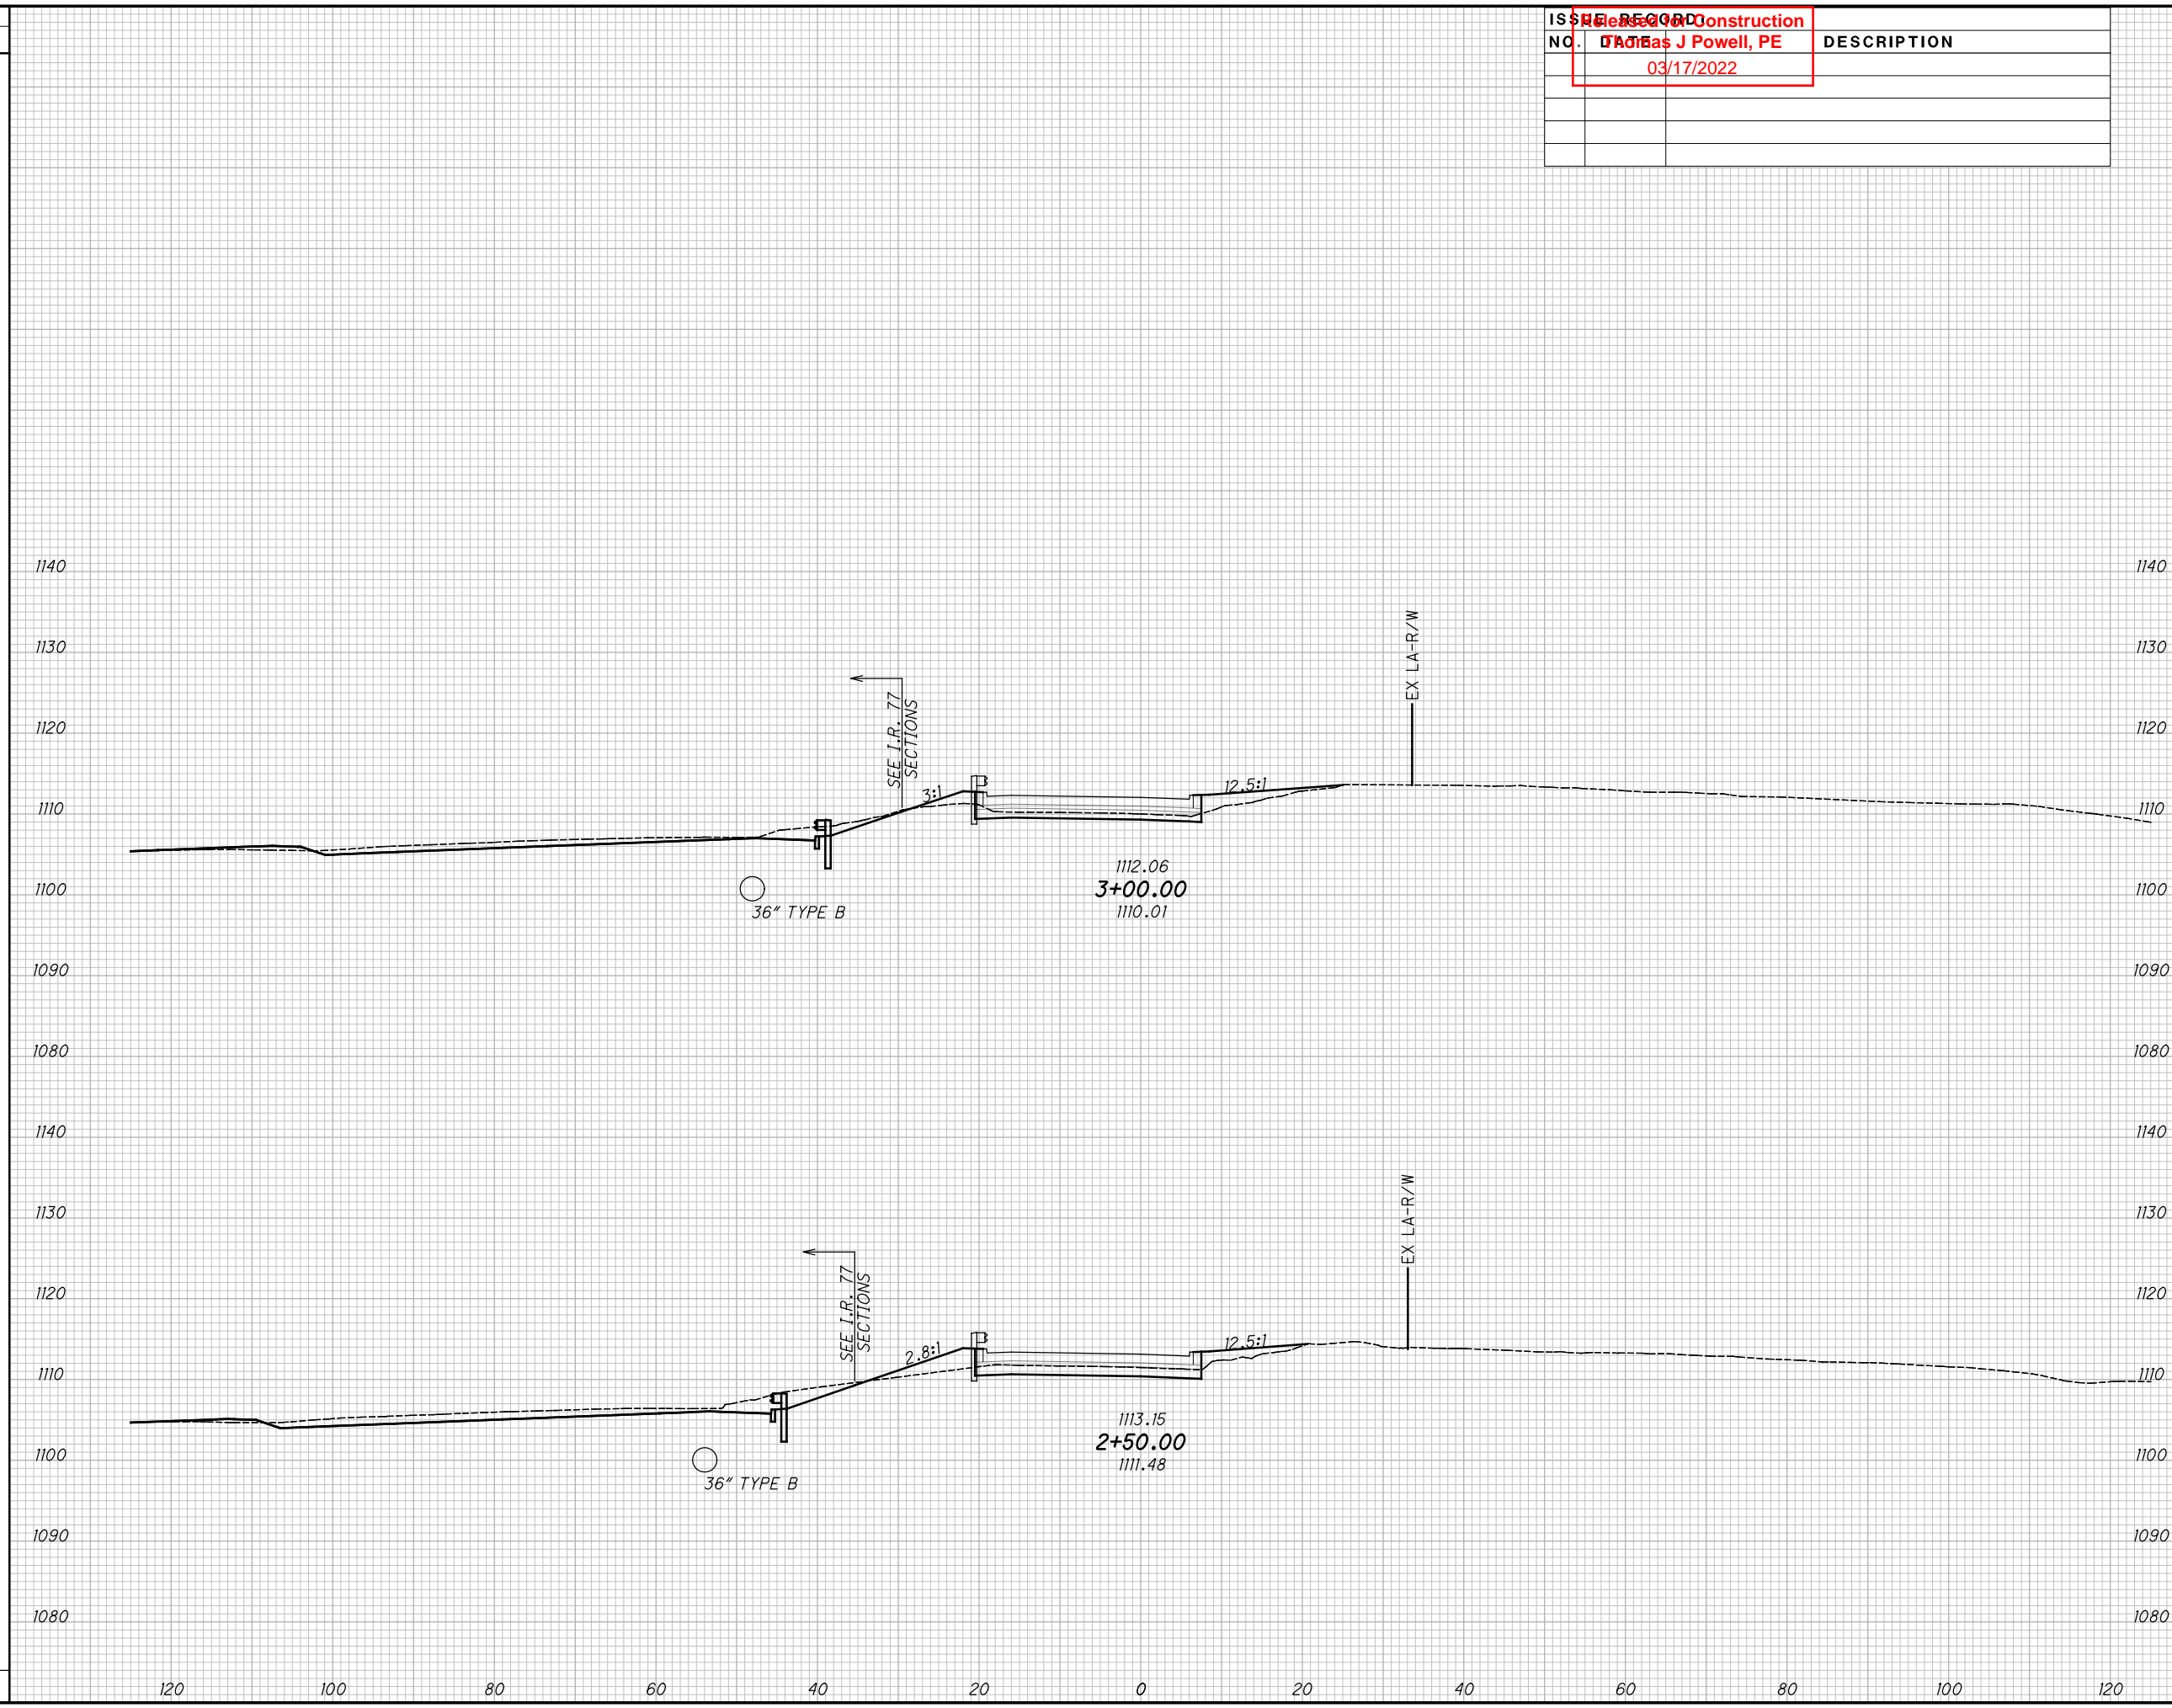 ISSUE RECORD:
Released for Construction
NO. DATE DESCRIPTION
Thomas J Powell, PE
03/17/2022
1140 1140
EX LA-R/W
1130 1130
SEE I.R. 77
SECTIONS
1120 1120
3:1
12.5:1
1110 1110
1112.06
1100 3+00.00 1100
36" TYPE B
1110.01
1090 1090
1080 1080
1140 1140
EX LA-R/W
1130 1130
SEE I.R. 77
SECTIONS
1120 1120
2.8:1
12.5:1
1110 1110
1113.15
2+50.00
1100 1100
1111.48
36" TYPE B
1090 1090
1080 1080
120 100 80 60 40 20 0 20 40 60 80 100 120